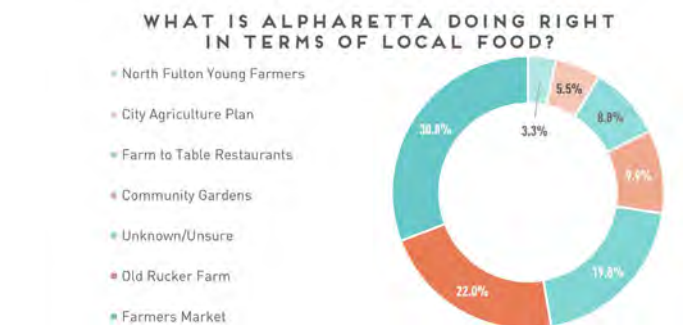 WHAT IS ALPHARETTA DOING RIGHT
IN TERMS OF LOCAL FOOD?
North Fulton Young Farmers
City Agriculture Plan
Farm to Table Restaurants
Community Gardens
Unknown/Unsure
Old Rucker Farm
Farmers Market
3.3%
5.5%
8.8%
9.9%
19.8%
22.0%
30.8%